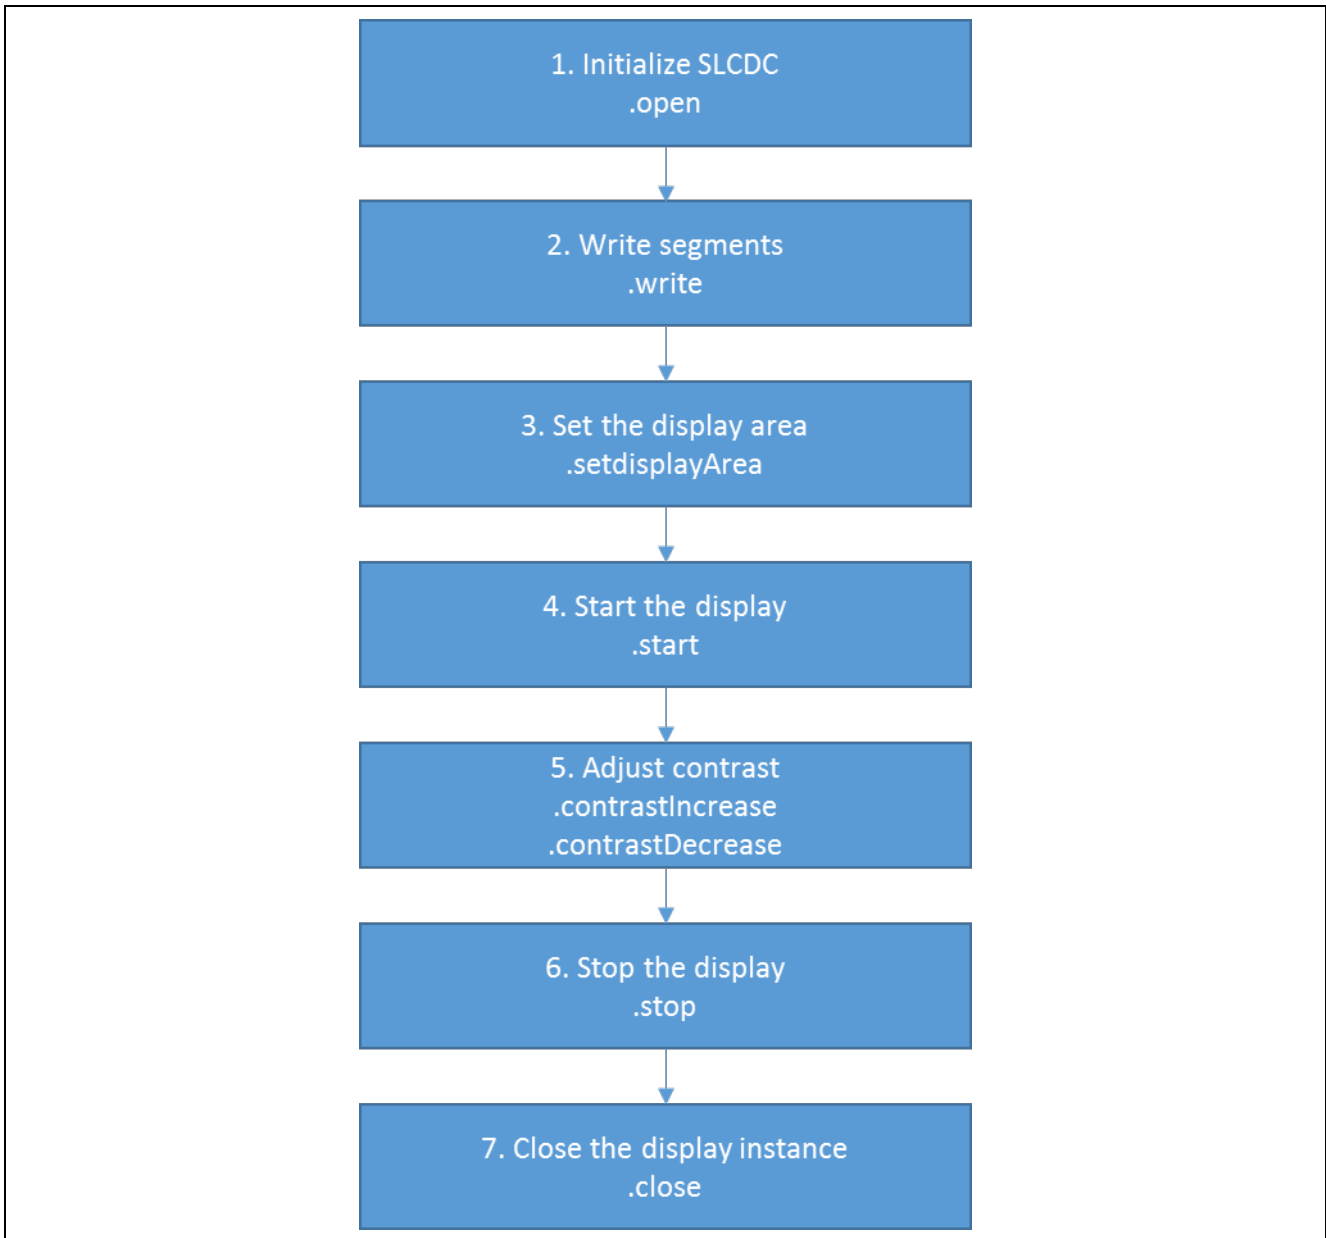 1. Initialize SLCDC
.open
2. Write segments
.write
3. Set the display area
.setdisplayArea
4. Start the display
.start
5. Adjust contrast
.contrastIncrease
.contrastDecrease
6. Stop the display
.stop
7. Close the display instance
.close